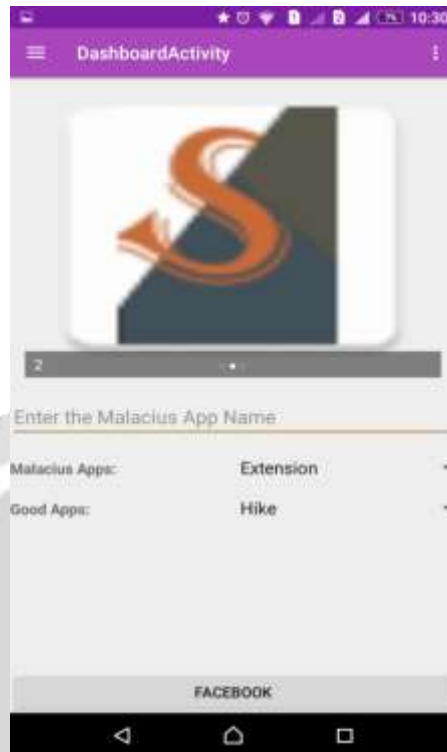 10:30
DashboardActivity
S
2
Enter the Malacius App Name
Malacius Apps: Extension
Good Apps: Hike
FACEBOOK